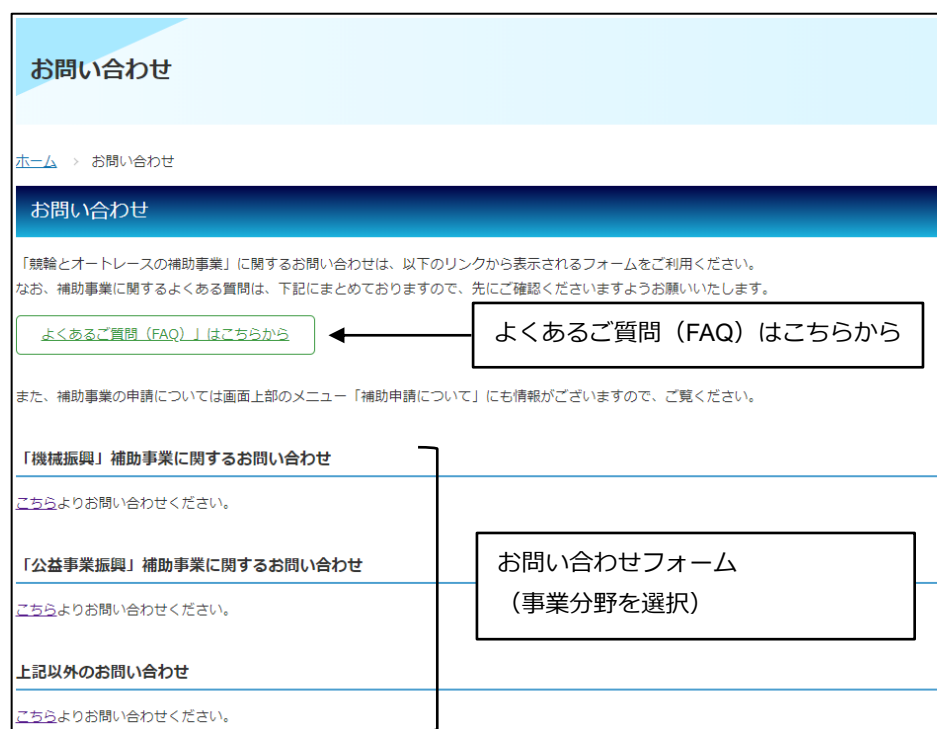 お問い合わせ
ホーム > お問い合わせ
お問い合わせ
「競輪とオートレースの補助事業」に関するお問い合わせは、以下のリンクから表示されるフォームをご利用ください。
なお、補助事業に関するよくある質問は、下記にまとめておりますので、先にご確認くださいますようお願いいたします。
よくあるご質問（FAQ）」はこちらから
よくあるご質問（FAQ）はこちらから
また、補助事業の申請については画面上部のメニュー「補助申請について」にも情報がございますので、ご覧ください。
「機械振興」補助事業に関するお問い合わせ
こちらよりお問い合わせください。
「公益事業振興」補助事業に関するお問い合わせ
こちらよりお問い合わせください。
お問い合わせフォーム
（事業分野を選択）
上記以外のお問い合わせ
こちらよりお問い合わせください。